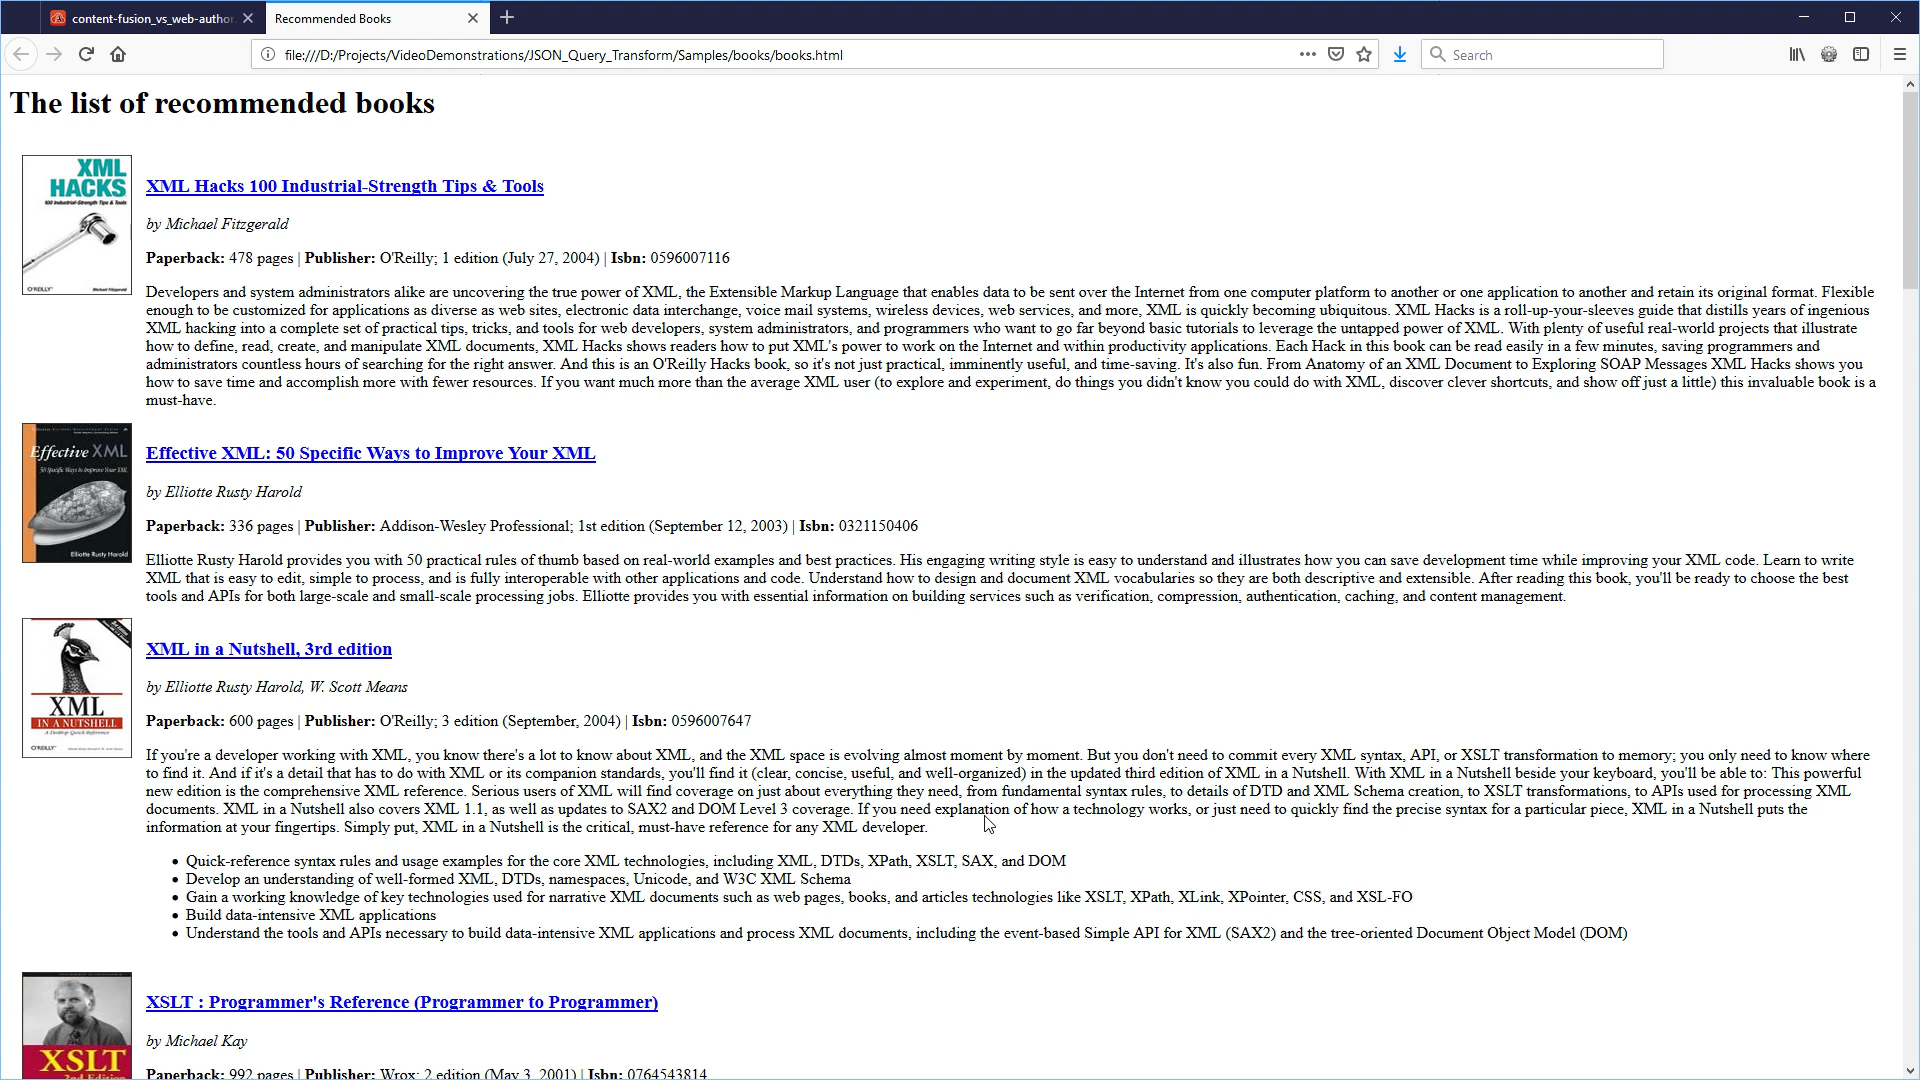 content-fusion_vs_web-author.
Recommended Books
file:///D:/Projects/VideoDemonstrations/JSON_Query_Transform/Samples/books/books.html
Search
The list of recommended books
XML
HACKS
100 Industrial-Strength Tips & Tools
O'REILLY
Michael Fitzgerald
XML Hacks 100 Industrial-Strength Tips & Tools
by Michael Fitzgerald
Paperback: 478 pages | Publisher: O'Reilly; 1 edition (July 27, 2004) | Isbn: 0596007116
Developers and system administrators alike are uncovering the true power of XML, the Extensible Markup Language that enables data to be sent over the Internet from one computer platform to another or one application to another and retain its original format. Flexible
enough to be customized for applications as diverse as web sites, electronic data interchange, voice mail systems, wireless devices, web services, and more, XML is quickly becoming ubiquitous. XML Hacks is a roll-up-your-sleeves guide that distills years of ingenious
XML hacking into a complete set of practical tips, tricks, and tools for web developers, system administrators, and programmers who want to go far beyond basic tutorials to leverage the untapped power of XML. With plenty of useful real-world projects that illustrate
how to define, read, create, and manipulate XML documents, XML Hacks shows readers how to put XML's power to work on the Internet and within productivity applications. Each Hack in this book can be read easily in a few minutes, saving programmers and
administrators countless hours of searching for the right answer. And this is an O'Reilly Hacks book, so it's not just practical, imminently useful, and time-saving. It's also fun. From Anatomy of an XML Document to Exploring SOAP Messages XML Hacks shows you
how to save time and accomplish more with fewer resources. If you want much more than the average XML user (to explore and experiment, do things you didn't know you could do with XML, discover clever shortcuts, and show off just a little) this invaluable book is a
must-have.
Effective XML
50 Specific Ways to Improve Your XML
Elliotte Rusty Harold
Effective XML: 50 Specific Ways to Improve Your XML
by Elliotte Rusty Harold
Paperback: 336 pages | Publisher: Addison-Wesley Professional; 1st edition (September 12, 2003) | Isbn: 0321150406
Elliotte Rusty Harold provides you with 50 practical rules of thumb based on real-world examples and best practices. His engaging writing style is easy to understand and illustrates how you can save development time while improving your XML code. Learn to write
XML that is easy to edit, simple to process, and is fully interoperable with other applications and code. Understand how to design and document XML vocabularies so they are both descriptive and extensible. After reading this book, you'll be ready to choose the best
tools and APIs for both large-scale and small-scale processing jobs. Elliotte provides you with essential information on building services such as verification, compression, authentication, caching, and content management.
XML
IN A NUTSHELL
A Desktop Quick Reference
O'REILLY
XML in a Nutshell, 3rd edition
by Elliotte Rusty Harold, W. Scott Means
Paperback: 600 pages | Publisher: O'Reilly; 3 edition (September, 2004) | Isbn: 0596007647
If you're a developer working with XML, you know there's a lot to know about XML, and the XML space is evolving almost moment by moment. But you don't need to commit every XML syntax, API, or XSLT transformation to memory; you only need to know where
to find it. And if it's a detail that has to do with XML or its companion standards, you'll find it (clear, concise, useful, and well-organized) in the updated third edition of XML in a Nutshell. With XML in a Nutshell beside your keyboard, you'll be able to: This powerful
new edition is the comprehensive XML reference. Serious users of XML will find coverage on just about everything they need, from fundamental syntax rules, to details of DTD and XML Schema creation, to XSLT transformations, to APIs used for processing XML
documents. XML in a Nutshell also covers XML 1.1, as well as updates to SAX2 and DOM Level 3 coverage. If you need explanation of how a technology works, or just need to quickly find the precise syntax for a particular piece, XML in a Nutshell puts the
information at your fingertips. Simply put, XML in a Nutshell is the critical, must-have reference for any XML developer.
• Quick-reference syntax rules and usage examples for the core XML technologies, including XML, DTDs, XPath, XSLT, SAX, and DOM
• Develop an understanding of well-formed XML, DTDs, namespaces, Unicode, and W3C XML Schema
• Gain a working knowledge of key technologies used for narrative XML documents such as web pages, books, and articles technologies like XSLT, XPath, XLink, XPointer, CSS, and XSL-FO
• Build data-intensive XML applications
• Understand the tools and APIs necessary to build data-intensive XML applications and process XML documents, including the event-based Simple API for XML (SAX2) and the tree-oriented Document Object Model (DOM)
XSLT
2nd Edition
XSLT : Programmer's Reference (Programmer to Programmer)
by Michael Kay
Paperback: 992 pages | Publisher: Wrox; 2 edition (May 3, 2001) | Isbn: 0764543814